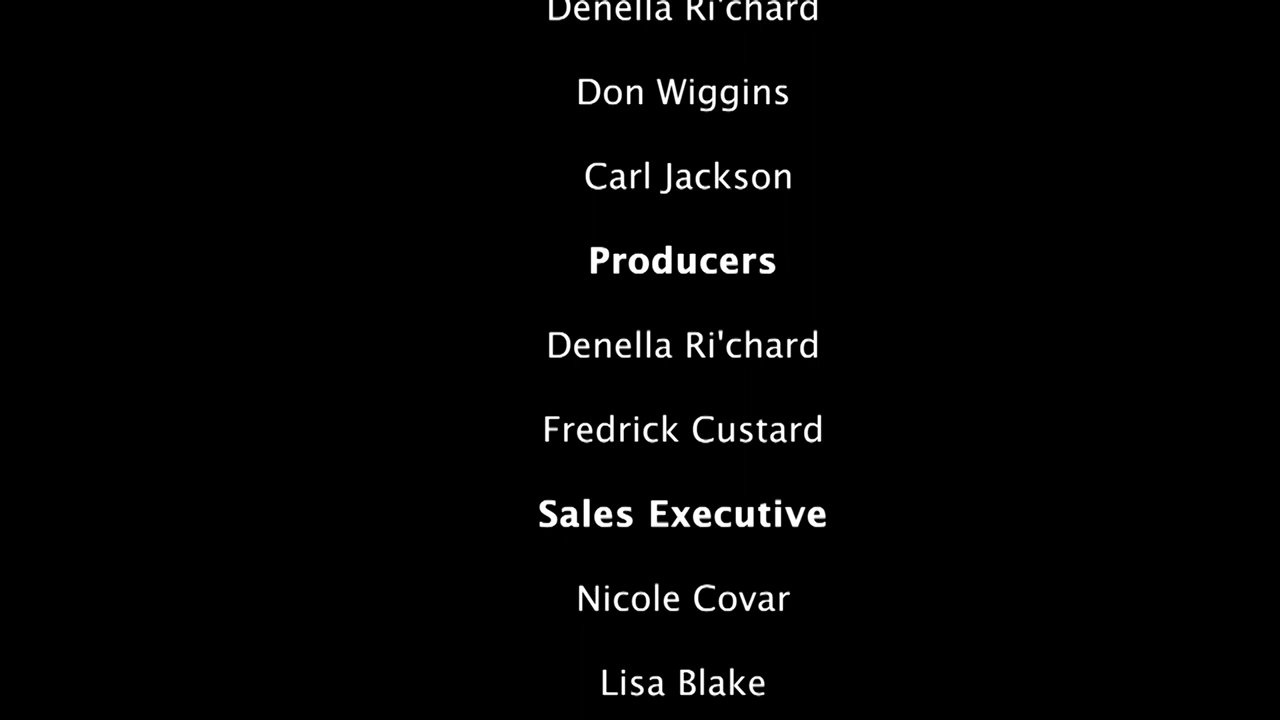 Denella Ri'chard
Don Wiggins
Carl Jackson
Producers
Denella Ri'chard
Fredrick Custard
Sales Executive
Nicole Covar
Lisa Blake